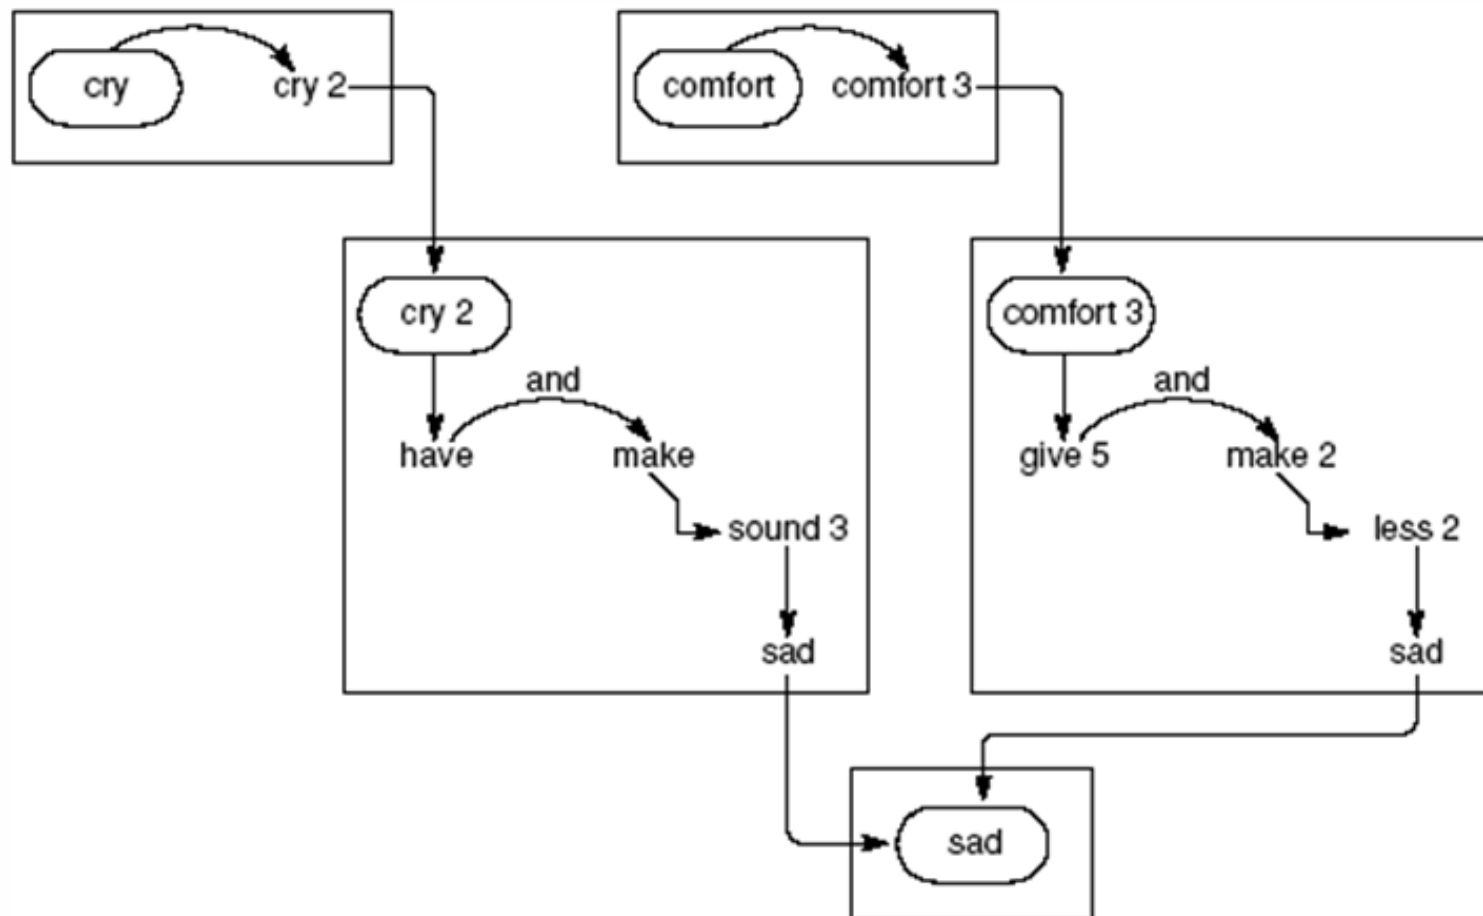 cry
cry 2
comfort
comfort 3
cry 2
and
have
make
sound 3
sad
comfort 3
and
give 5
make 2
less 2
sad
sad